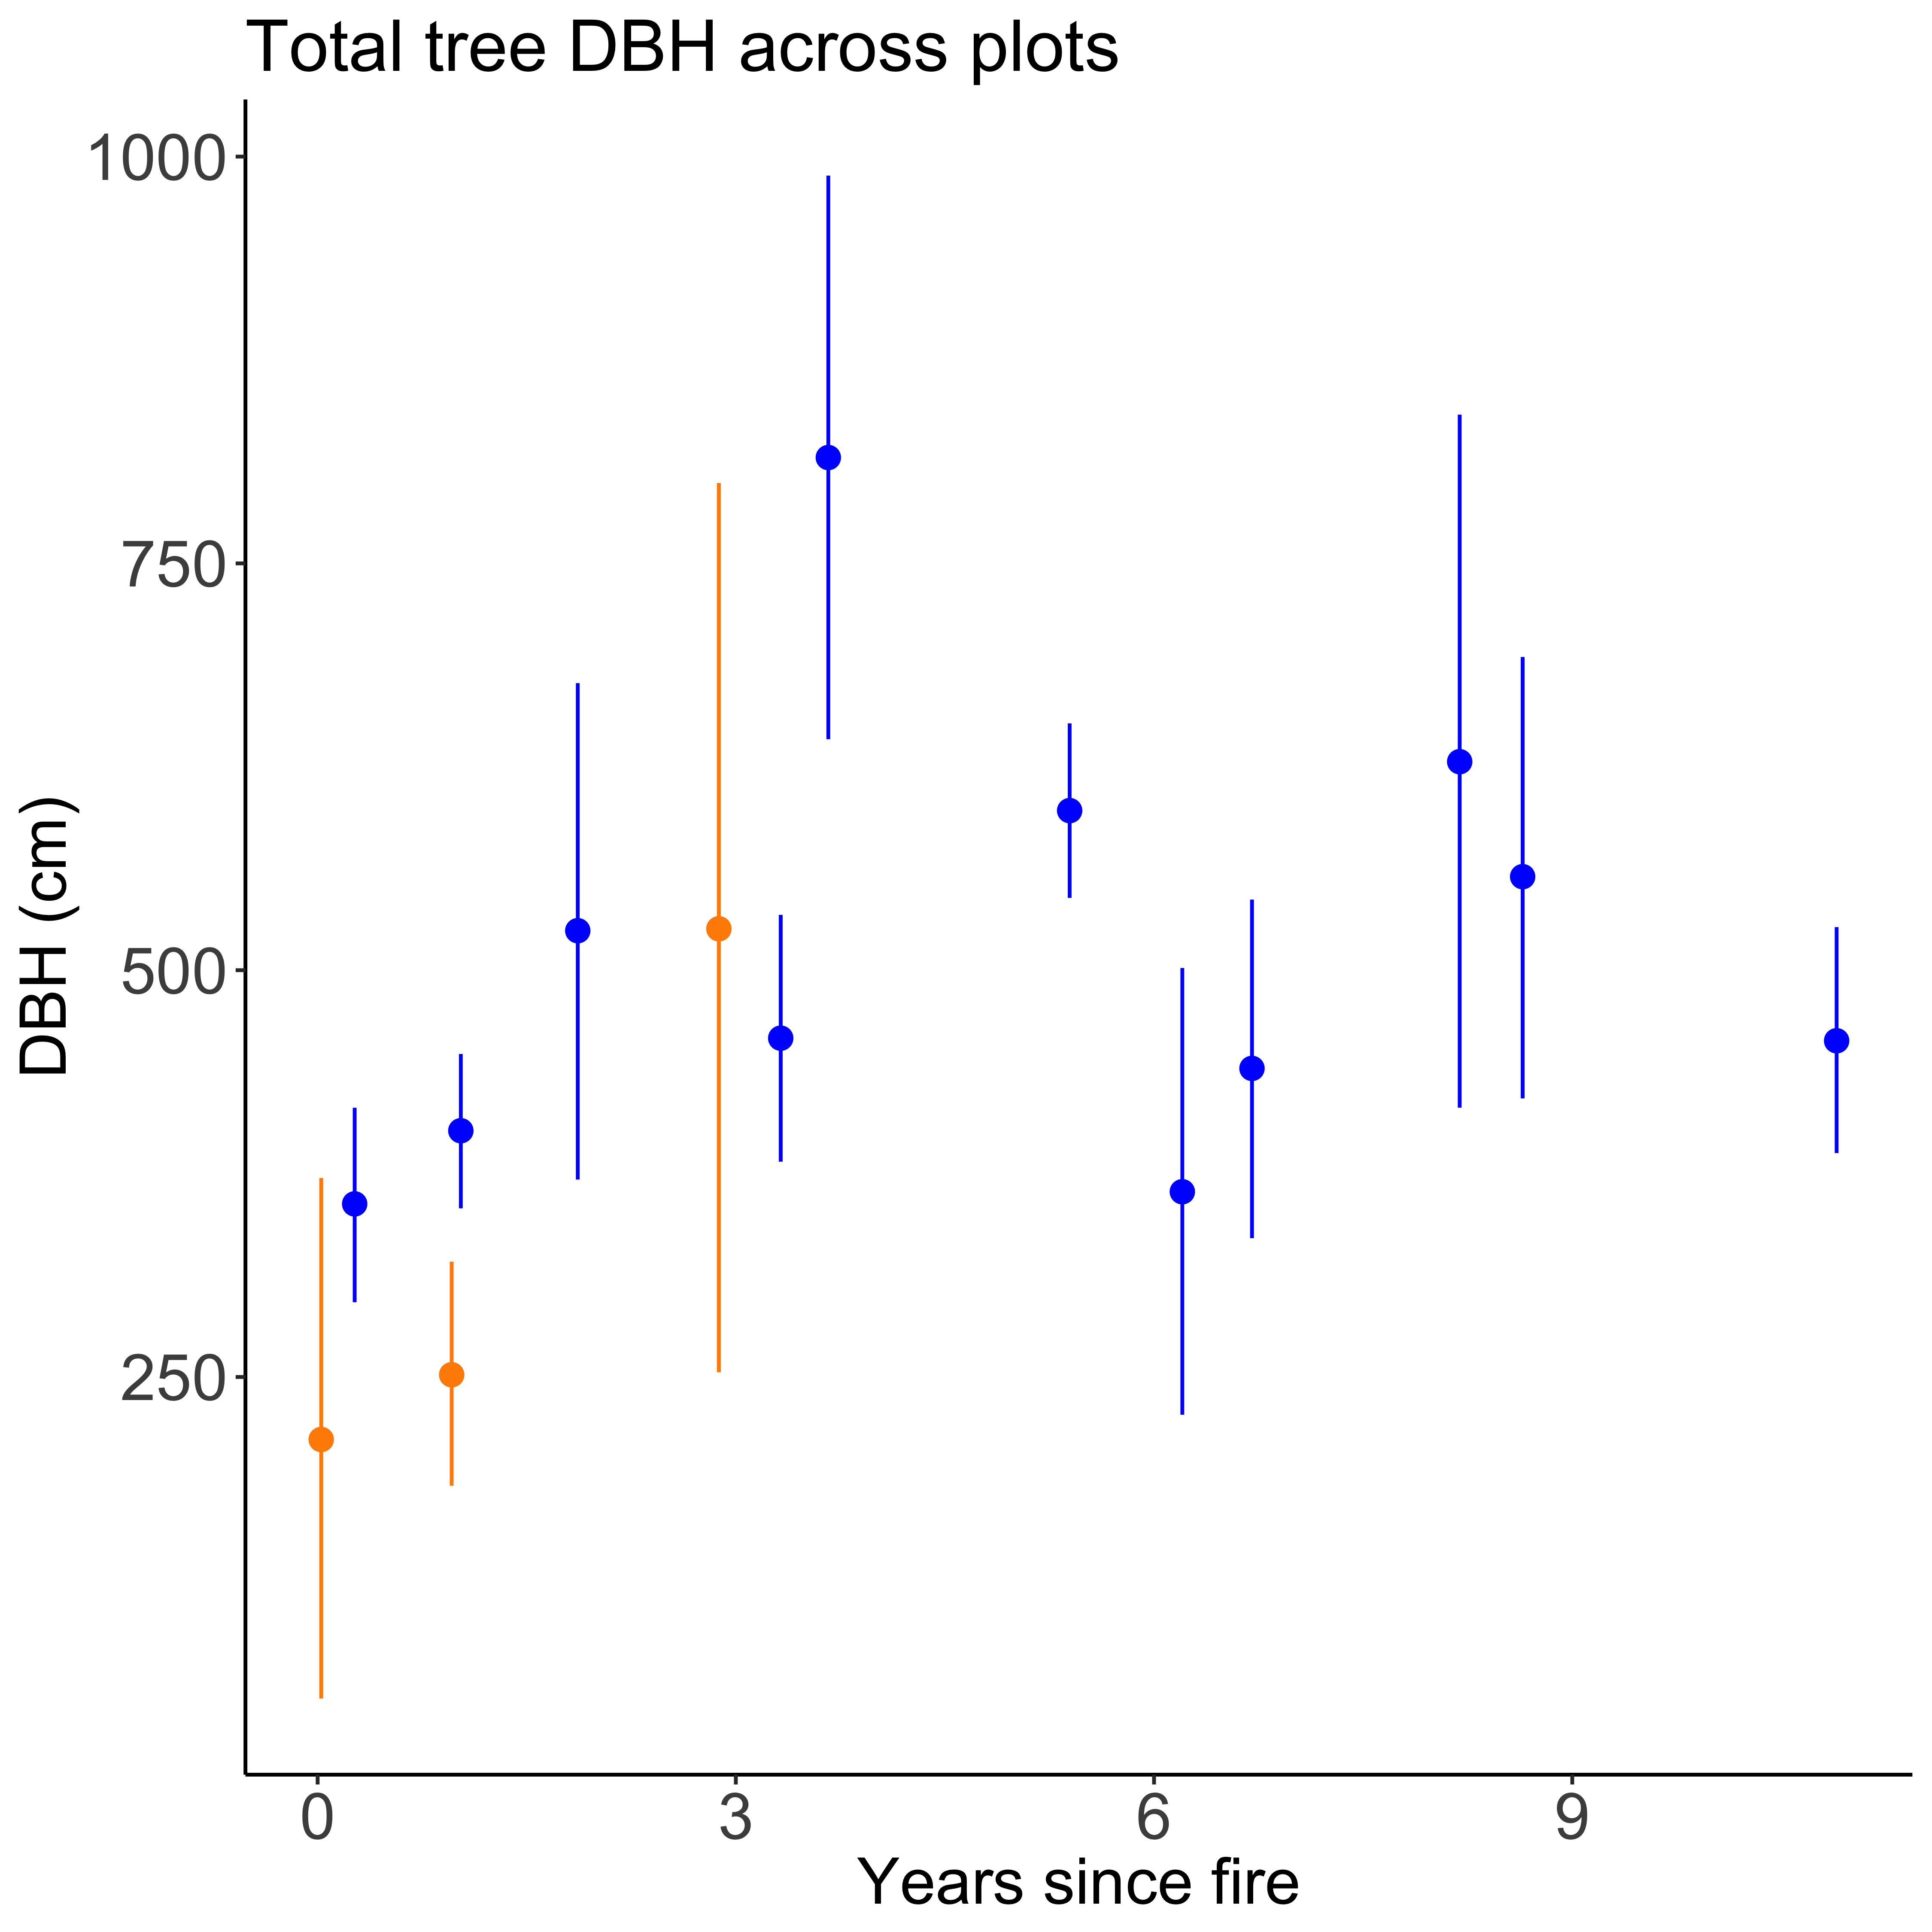 Total tree DBH across plots
1000
750
500
250
DBH (cm)
0 3 6 9
Years since fire